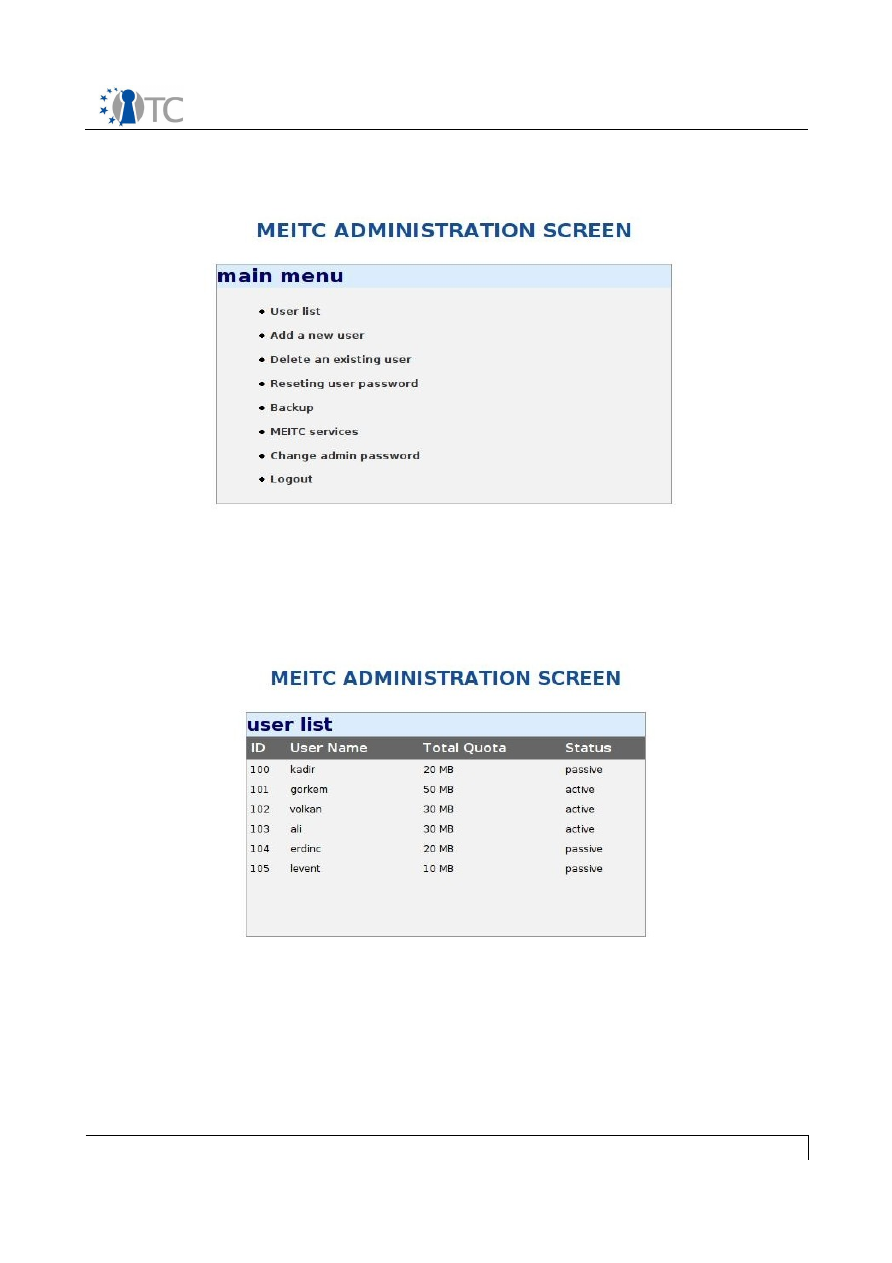 TC
MEITC ADMINISTRATION SCREEN
main menu
User list
Add a new user
Delete an existing user
Reseting user password
Backup
MEITC services
Change admin password
Logout
MEITC ADMINISTRATION SCREEN
user list
ID User Name Total Quota Status
100 kadir 20 MB passive
101 gorkem 50 MB active
102 volkan 30 MB active
103 ali 30 MB active
104 erdinc 20 MB passive
105 levent 10 MB passive